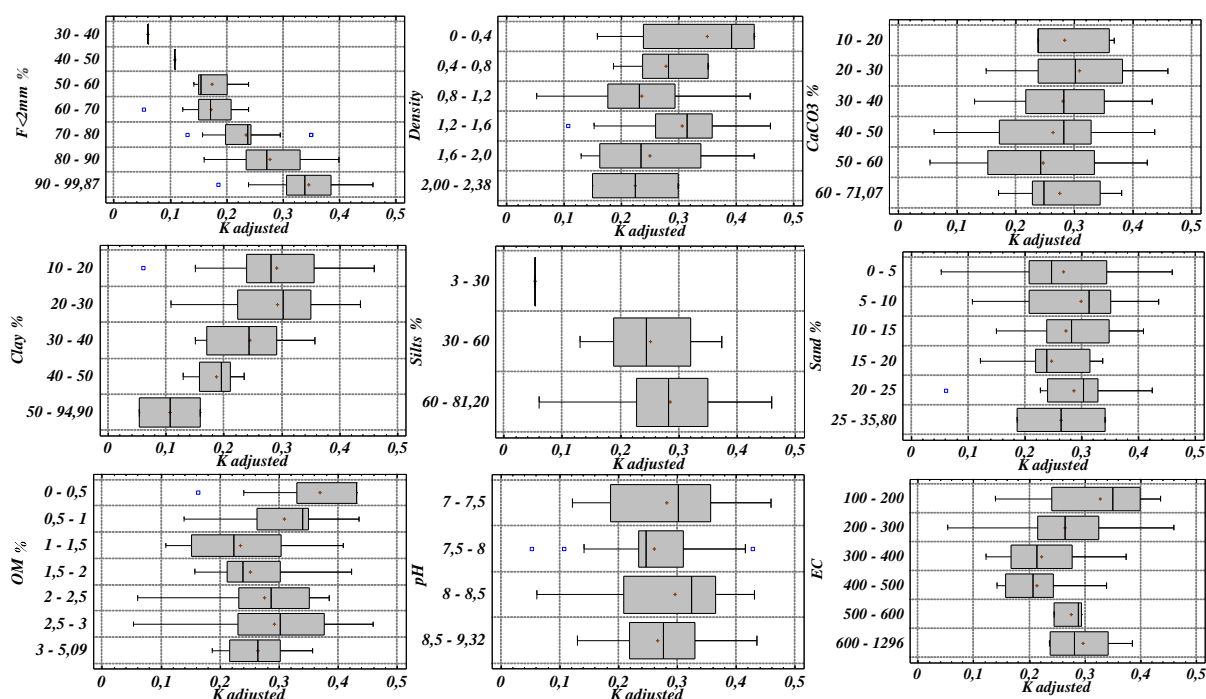 F<2mm %
30 - 40
40 - 50
50 - 60
60 - 70
70 - 80
80 - 90
90 - 99,87
0 0,1 0,2 0,3 0,4 0,5
K adjusted
Density
0 - 0,4
0,4 - 0,8
0,8 - 1,2
1,2 - 1,6
1,6 - 2,0
2,00 - 2,38
0 0,1 0,2 0,3 0,4 0,5
K adjusted
CaCO3 %
10 - 20
20 - 30
30 - 40
40 - 50
50 - 60
60 - 71,07
0 0,1 0,2 0,3 0,4 0,5
K adjusted
Clay %
10 - 20
20 -30
30 - 40
40 - 50
50 - 94,90
0 0,1 0,2 0,3 0,4 0,5
K adjusted
Silts %
3 - 30
30 - 60
60 - 81,20
0 0,1 0,2 0,3 0,4 0,5
K adjusted
Sand %
0 - 5
5 - 10
10 - 15
15 - 20
20 - 25
25 - 35,80
0 0,1 0,2 0,3 0,4 0,5
K adjusted
OM %
0 - 0,5
0,5 - 1
1 - 1,5
1,5 - 2
2 - 2,5
2,5 - 3
3 - 5,09
0 0,1 0,2 0,3 0,4 0,5
K adjusted
pH
7 - 7,5
7,5 - 8
8 - 8,5
8,5 - 9,32
0 0,1 0,2 0,3 0,4 0,5
K adjusted
EC
100 - 200
200 - 300
300 - 400
400 - 500
500 - 600
600 - 1296
0 0,1 0,2 0,3 0,4 0,5
K adjusted